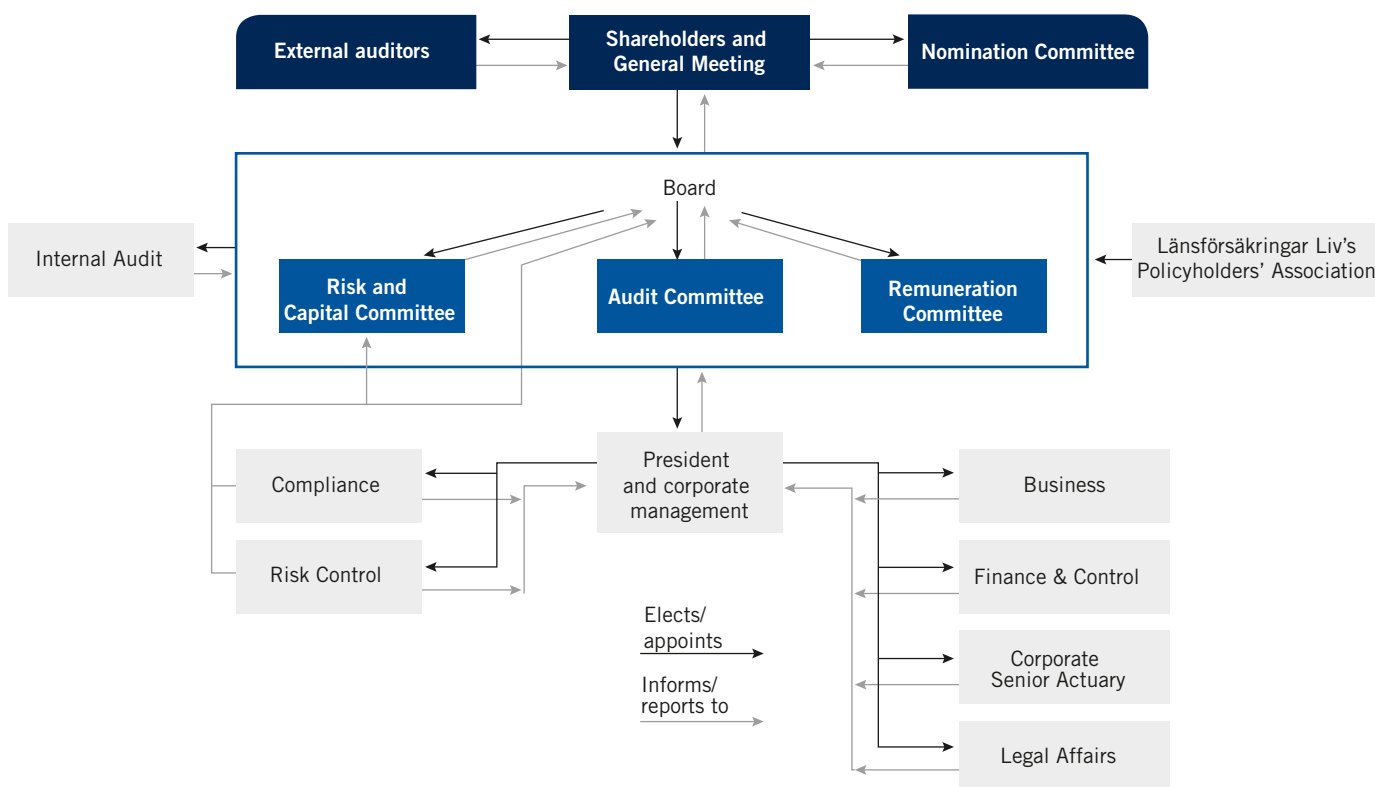 External auditors
Shareholders and
General Meeting
Nomination Committee
Board
Internal Audit
Länsförsäkringar Liv’s
Policyholders’ Association
Risk and
Capital Committee
Audit Committee
Remuneration
Committee
Compliance
President
and corporate
management
Business
Risk Control
Finance & Control
Elects/
appoints
Corporate
Senior Actuary
Informs/
reports to
Legal Affairs